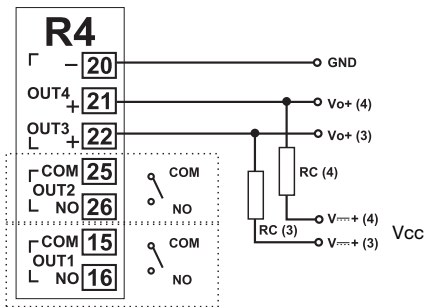 R4
− 20 GND
OUT4 + 21 Vo+ (4)
OUT3 + 22 Vo+ (3)
COM 25 COM
OUT2
NO 26 NO
RC (4)
RC (3)
V⎓+ (4)
V⎓+ (3)
Vcc
COM 15 COM
OUT1
NO 16 NO